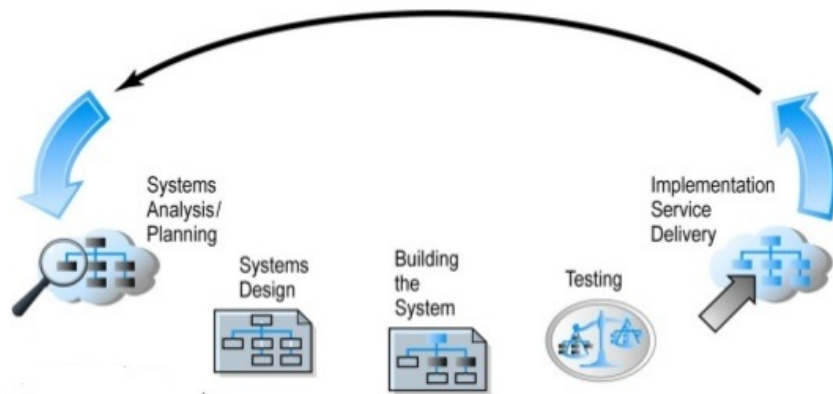 Systems
Analysis/
Planning
Systems
Design
Building
the
System
Testing
Implementation
Service
Delivery